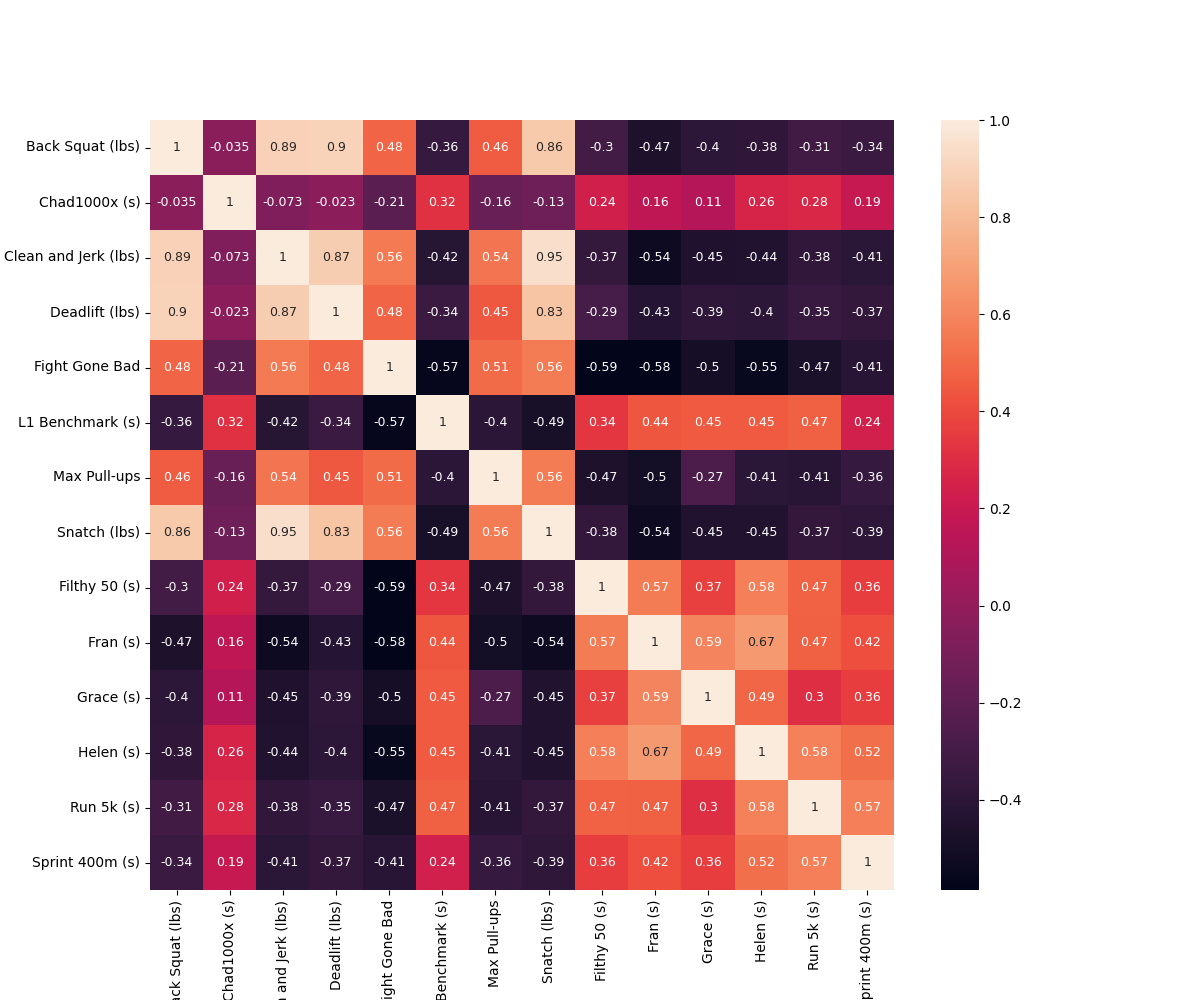 Back Squat (lbs) 1 -0.035 0.89 0.9 0.48 -0.36 0.46 0.86 -0.3 -0.47 -0.4 -0.38 -0.31 -0.34
Chad1000x (s) -0.035 1 -0.073 -0.023 -0.21 0.32 -0.16 -0.13 0.24 0.16 0.11 0.26 0.28 0.19
Clean and Jerk (lbs) 0.89 -0.073 1 0.87 0.56 -0.42 0.54 0.95 -0.37 -0.54 -0.45 -0.44 -0.38 -0.41
Deadlift (lbs) 0.9 -0.023 0.87 1 0.48 -0.34 0.45 0.83 -0.29 -0.43 -0.39 -0.4 -0.35 -0.37
Fight Gone Bad 0.48 -0.21 0.56 0.48 1 -0.57 0.51 0.56 -0.59 -0.58 -0.5 -0.55 -0.47 -0.41
L1 Benchmark (s) -0.36 0.32 -0.42 -0.34 -0.57 1 -0.4 -0.49 0.34 0.44 0.45 0.45 0.47 0.24
Max Pull-ups 0.46 -0.16 0.54 0.45 0.51 -0.4 1 0.56 -0.47 -0.5 -0.27 -0.41 -0.41 -0.36
Snatch (lbs) 0.86 -0.13 0.95 0.83 0.56 -0.49 0.56 1 -0.38 -0.54 -0.45 -0.45 -0.37 -0.39
Filthy 50 (s) -0.3 0.24 -0.37 -0.29 -0.59 0.34 -0.47 -0.38 1 0.57 0.37 0.58 0.47 0.36
Fran (s) -0.47 0.16 -0.54 -0.43 -0.58 0.44 -0.5 -0.54 0.57 1 0.59 0.67 0.47 0.42
Grace (s) -0.4 0.11 -0.45 -0.39 -0.5 0.45 -0.27 -0.45 0.37 0.59 1 0.49 0.3 0.36
Helen (s) -0.38 0.26 -0.44 -0.4 -0.55 0.45 -0.41 -0.45 0.58 0.67 0.49 1 0.58 0.52
Run 5k (s) -0.31 0.28 -0.38 -0.35 -0.47 0.47 -0.41 -0.37 0.47 0.47 0.3 0.58 1 0.57
Sprint 400m (s) -0.34 0.19 -0.41 -0.37 -0.41 0.24 -0.36 -0.39 0.36 0.42 0.36 0.52 0.57 1
ack Squat (lbs)
Chad1000x (s)
and Jerk (lbs)
Deadlift (lbs)
ight Gone Bad
Benchmark (s)
Max Pull-ups
Snatch (lbs)
Filthy 50 (s)
Fran (s)
Grace (s)
Helen (s)
Run 5k (s)
print 400m (s)
1.0
0.8
0.6
0.4
0.2
0.0
−0.2
−0.4